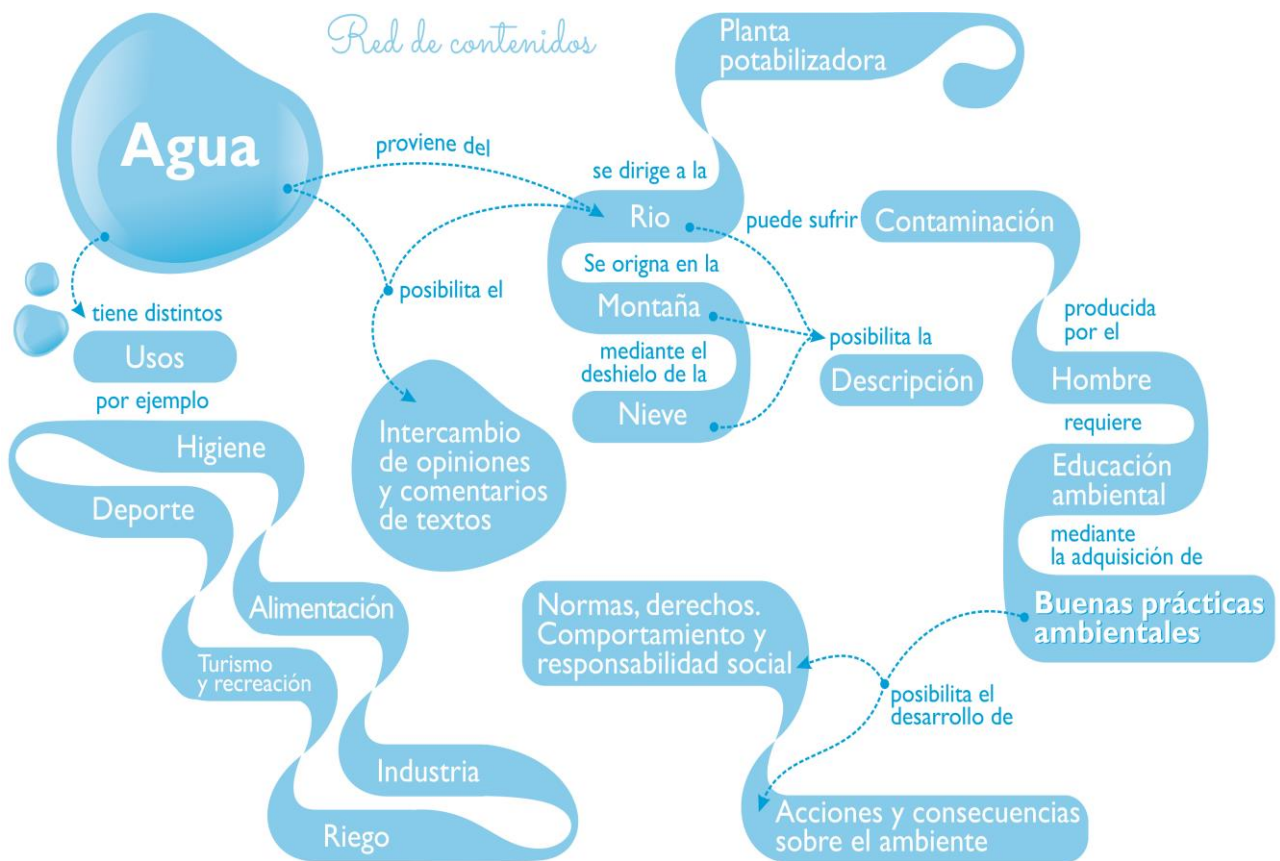 Red de contenidos
Agua
proviene del
posibilita el
tiene distintos
Usos
por ejemplo
Higiene
Deporte
Alimentación
Turismo
y recreación
Industria
Riego
Intercambio
de opiniones
y comentarios
de textos
Planta
potabilizadora
se dirige a la
Rio
Se origna en la
Montaña
mediante el
deshielo de la
Nieve
posibilita la
Descripción
puede sufrir
Contaminación
producida
por el
Hombre
requiere
Educación
ambiental
mediante
la adquisición de
Buenas prácticas
ambientales
posibilita el
desarrollo de
Normas, derechos.
Comportamiento y
responsabilidad social
Acciones y consecuencias
sobre el ambiente